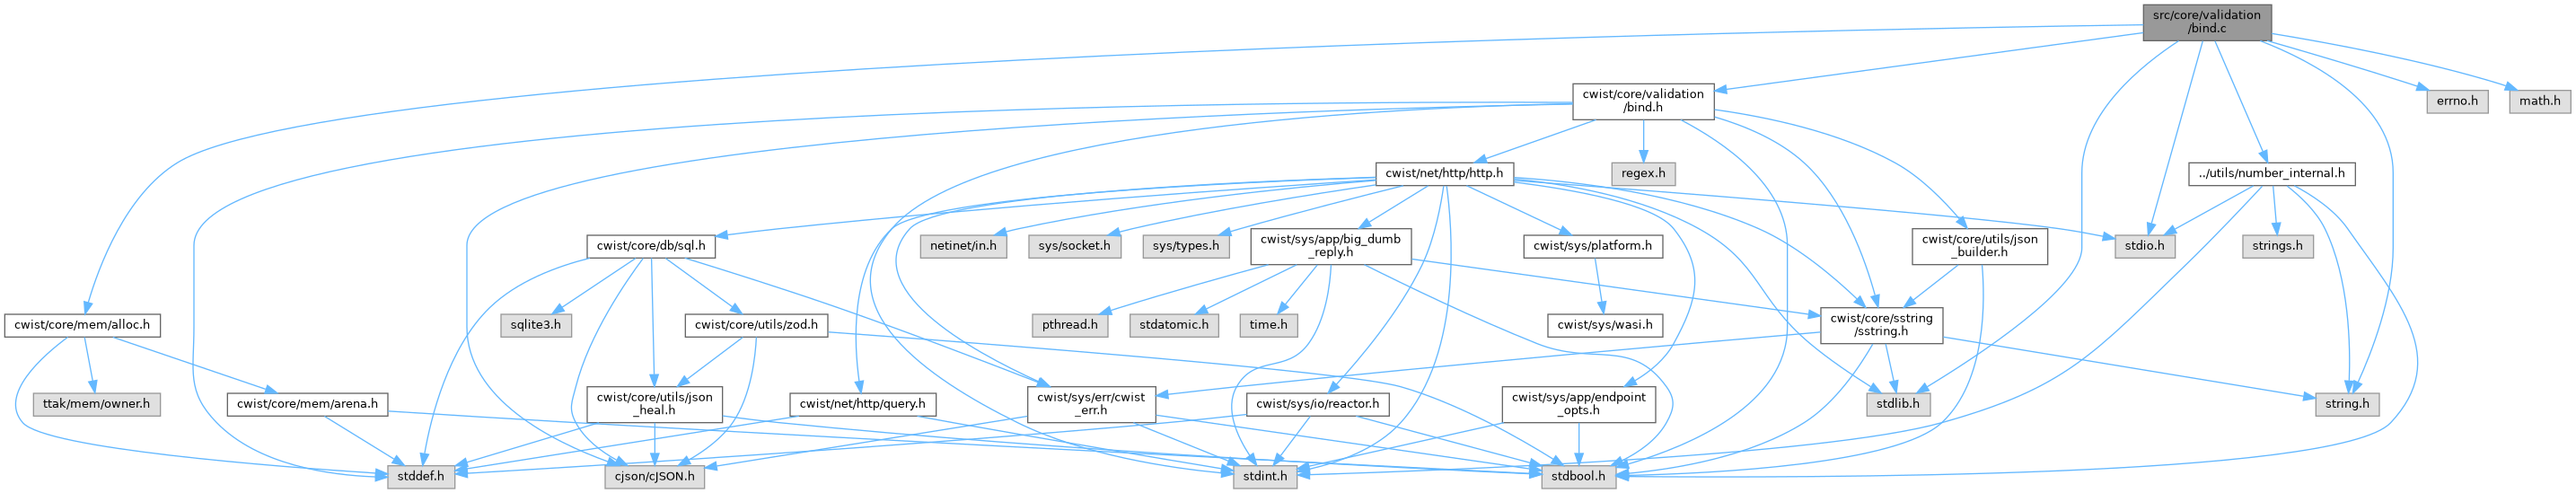 src/core/validation
/bind.c
cwist/core/validation
/bind.h
errno.h
math.h
cwist/net/http/http.h
regex.h
../utils/number_internal.h
cwist/core/db/sql.h
netinet/in.h
sys/socket.h
sys/types.h
cwist/sys/app/big_dumb
_reply.h
cwist/sys/platform.h
cwist/core/utils/json
_builder.h
stdio.h
strings.h
cwist/core/mem/alloc.h
sqlite3.h
cwist/core/utils/zod.h
pthread.h
stdatomic.h
time.h
cwist/sys/wasi.h
cwist/core/sstring
/sstring.h
ttak/mem/owner.h
cwist/core/mem/arena.h
cwist/core/utils/json
_heal.h
cwist/net/http/query.h
cwist/sys/err/cwist
_err.h
cwist/sys/io/reactor.h
cwist/sys/app/endpoint
_opts.h
stdlib.h
string.h
stddef.h
cjson/cJSON.h
stdint.h
stdbool.h